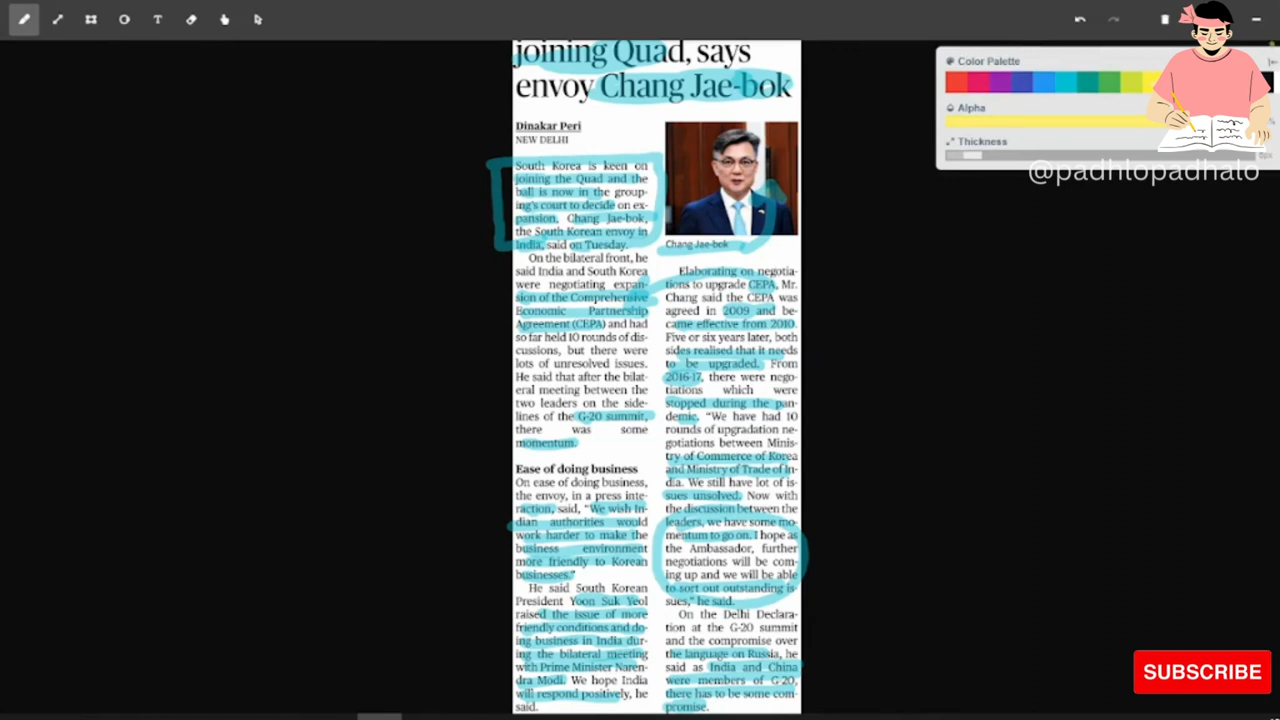 Color Palette
Alpha
Thickness
@padhlopadhalo
joining Quad, says
envoy Chang Jae-bok
Dinakar Peri
NEW DELHI
South Korea is keen on
joining the Quad and the
ball is now in the group-
ing's court to decide on ex-
pansion, Chang Jae-bok,
the South Korean envoy in
India, said on Tuesday.
On the bilateral front, he
said India and South Korea
were negotiating expan-
sion of the Comprehensive
Economic Partnership
Agreement (CEPA) and had
so far held 10 rounds of dis-
cussions, but there were
lots of unresolved issues.
He said that after the bilat-
eral meeting between the
two leaders on the side-
lines of the G-20 summit,
there was some
momentum.
Ease of doing business
On ease of doing business,
the envoy, in a press inte-
raction, said, “We wish In-
dian authorities would
work harder to make the
business environment
more friendly to Korean
businesses.”
He said South Korean
President Yoon Suk Yeol
raised the issue of more
friendly conditions and do-
ing business in India dur-
ing the bilateral meeting
with Prime Minister Naren-
dra Modi. We hope India
will respond positively, he
said.
Chang Jae-bok
Elaborating on negotia-
tions to upgrade CEPA, Mr.
Chang said the CEPA was
agreed in 2009 and be-
came effective from 2010.
Five or six years later, both
sides realised that it needs
to be upgraded. From
2016-17, there were nego-
tiations which were
stopped during the pan-
demic. “We have had 10
rounds of upgradation ne-
gotiations between Minis-
try of Commerce of Korea
and Ministry of Trade of In-
dia. We still have lot of is-
sues unsolved. Now with
the discussion between the
leaders, we have some mo-
mentum to go on. I hope as
the Ambassador, further
negotiations will be com-
ing up and we will be able
to sort out outstanding is-
sues,” he said.
On the Delhi Declara-
tion at the G-20 summit
and the compromise over
the language on Russia, he
said as India and China
were members of G-20,
there has to be some com-
promise.
SUBSCRIBE